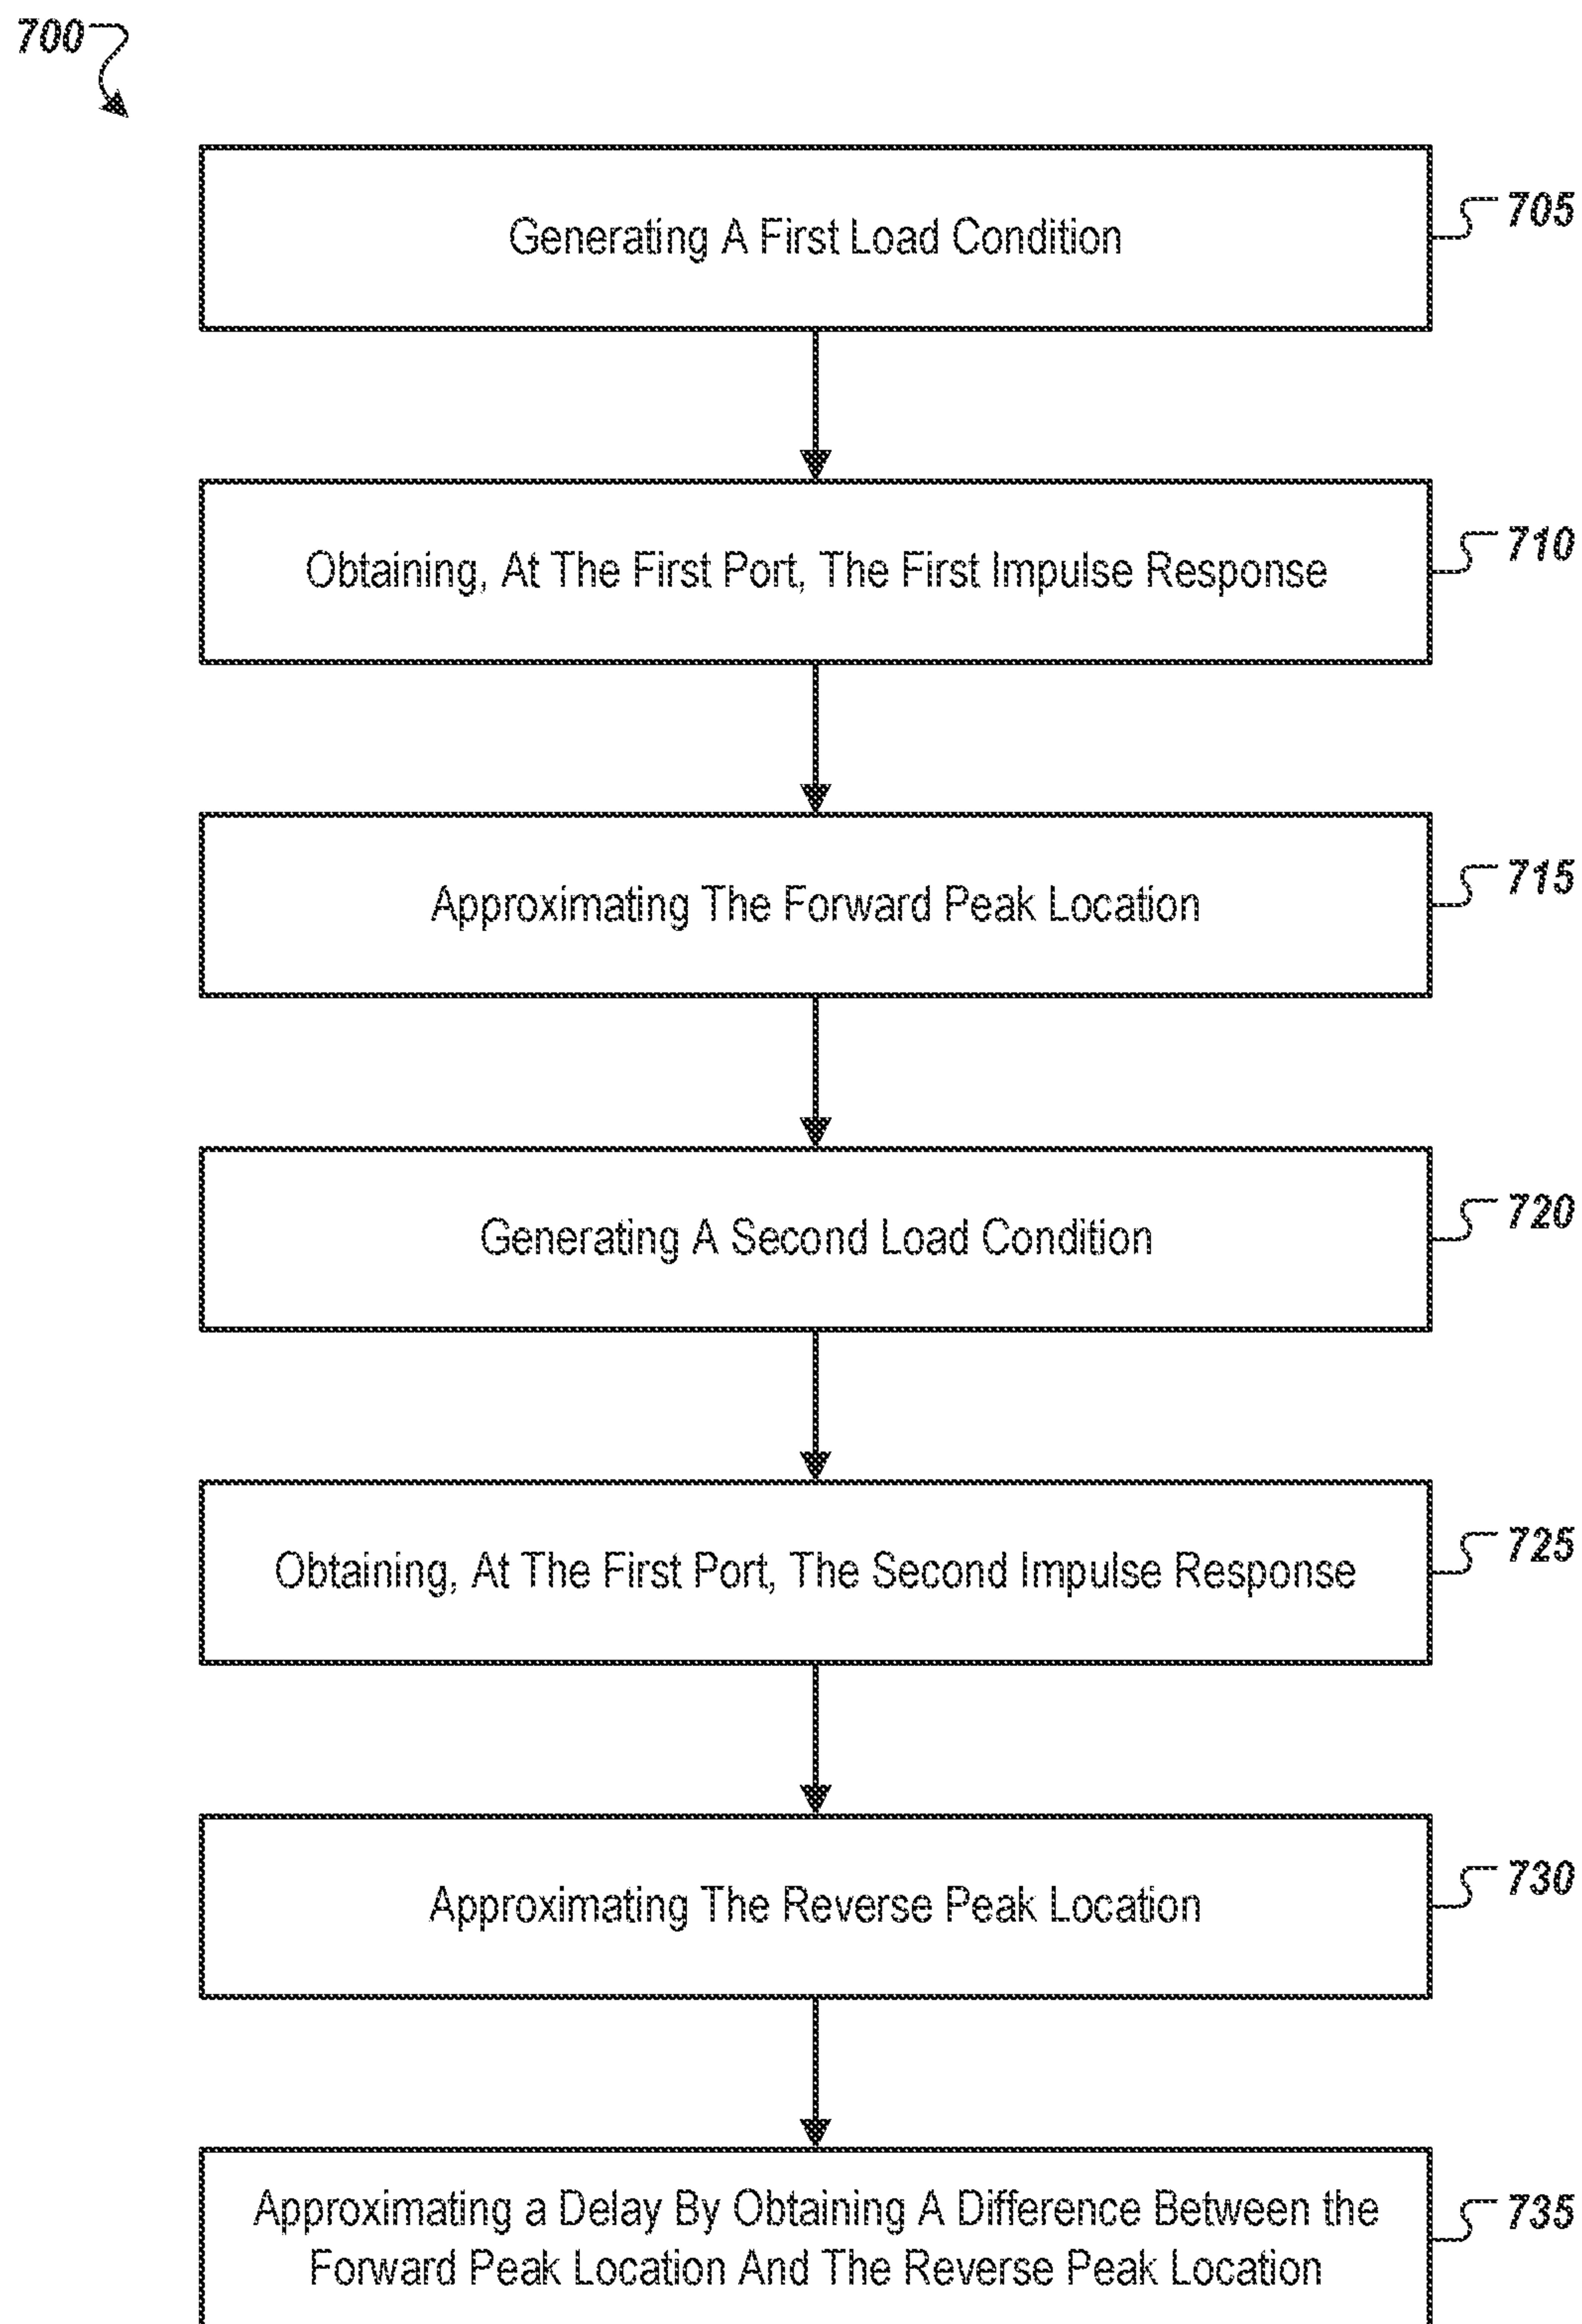 700
Generating A First Load Condition
705
Obtaining, At The First Port, The First Impulse Response
710
Approximating The Forward Peak Location
715
Generating A Second Load Condition
720
Obtaining, At The First Port, The Second Impulse Response
725
Approximating The Reverse Peak Location
730
Approximating a Delay By Obtaining A Difference Between the
Forward Peak Location And The Reverse Peak Location
735